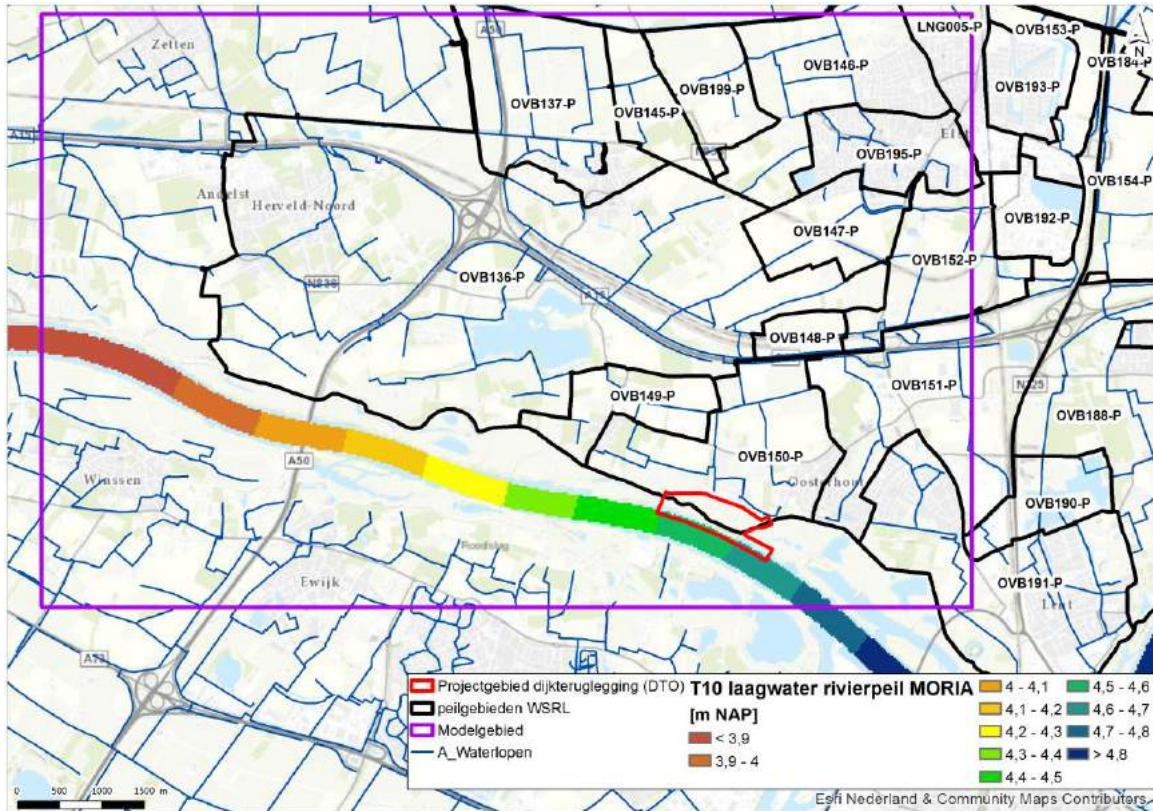 Zetten
A50
LNG005-P
OVB153-P
N
OVB146-P
OVB184-P
OVB199-P
OVB193-P
OVB137-P
OVB145-P
Elst
A15
OVB195-P
OVB154-P
Andelst
Herveld-Noord
OVB192-P
OVB147-P
OVB152-P
OVB136-P
N836
A15
OVB148-P
OVB151-P
N325
OVB149-P
OVB188-P
OVB150-P
A50
Winssen
Oosterhout
OVB190-P
Ewijk
OVB191-P
Lent
A73
Projectgebied dijkteruglegging (DTO)
peilgebieden WSRL
Modelgebied
A_Waterlopen
T10 laagwater rivierpeil MORIA
[m NAP]
< 3,9
3,9 - 4
4 - 4,1
4,1 - 4,2
4,2 - 4,3
4,3 - 4,4
4,4 - 4,5
4,5 - 4,6
4,6 - 4,7
4,7 - 4,8
> 4,8
0 500 1000 1500 m
Esri Nederland & Community Maps Contributors